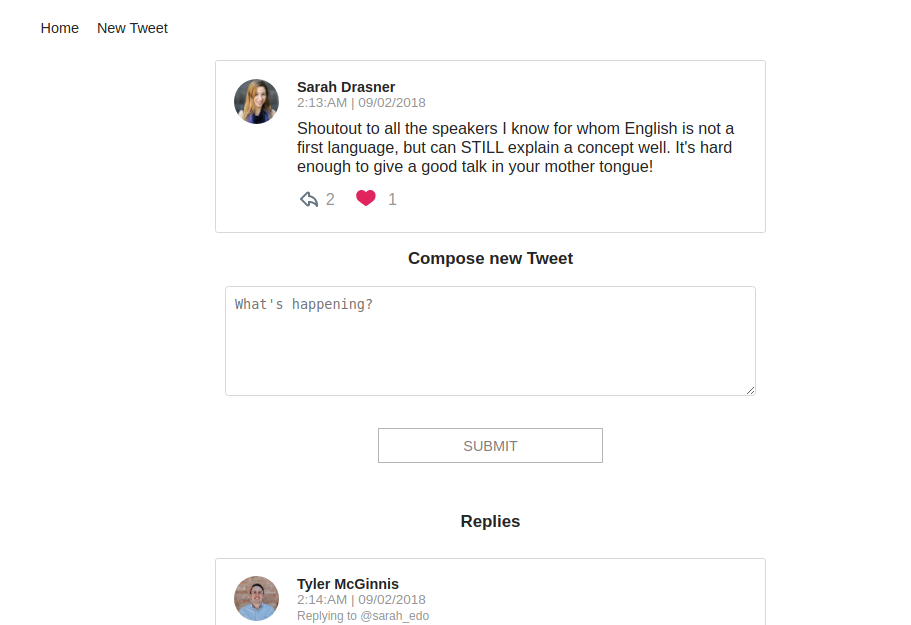 Home New Tweet
Sarah Drasner
2:13:AM | 09/02/2018
Shoutout to all the speakers I know for whom English is not a
first language, but can STILL explain a concept well. It's hard
enough to give a good talk in your mother tongue!
2 1
Compose new Tweet
What's happening?
SUBMIT
Replies
Tyler McGinnis
2:14:AM | 09/02/2018
Replying to @sarah_edo